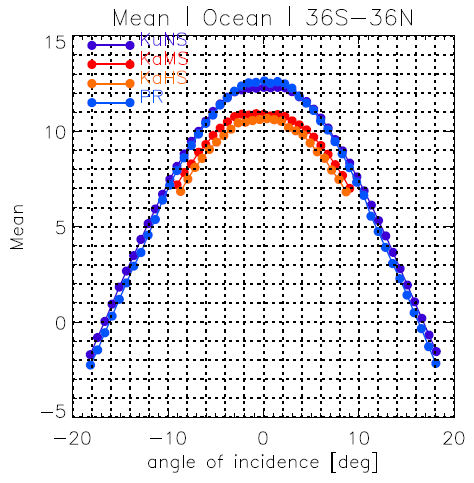 Mean | Ocean | 36S−36N
KuNS
KaMS
KaHS
PR
15
10
5
0
−5
Mean
−20 −10 0 10 20
angle of incidence [deg]